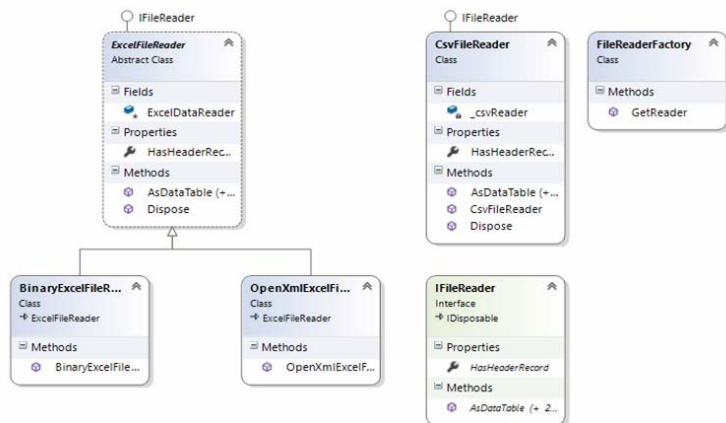 IFileReader
ExcelFileReader
Abstract Class
Fields
ExcelDataReader
Properties
HasHeaderRec...
Methods
AsDataTable (+...
Dispose
IFileReader
CsvFileReader
Class
Fields
_csvReader
Properties
HasHeaderRec...
Methods
AsDataTable (+...
CsvFileReader
Dispose
FileReaderFactory
Class
Methods
GetReader
BinaryExcelFileR...
Class
ExcelFileReader
Methods
BinaryExcelFile...
OpenXmlExcelFi...
Class
ExcelFileReader
Methods
OpenXmlExcelF...
IFileReader
Interface
IDisposable
Properties
HasHeaderRecord
Methods
AsDataTable (+ 2...